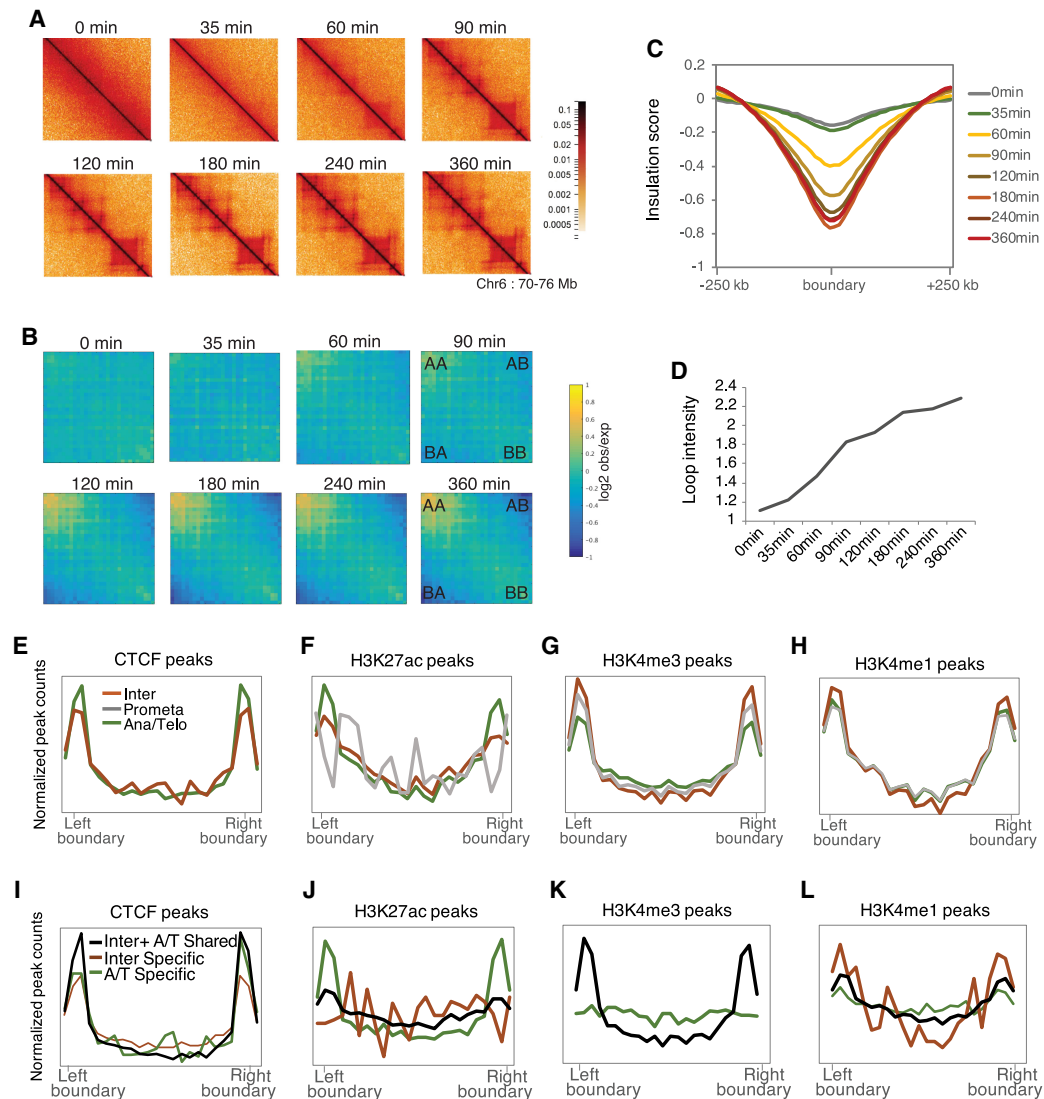 A
0 min
35 min
60 min
90 min
0.1
0.05
0.01
0.005
0.001
0.0005
120 min
180 min
240 min
360 min
Chr6 : 70-76 Mb
B
0 min
35 min
60 min
90 min
AA
AB
BA
BB
1
0.8
0.6
0.4
0.2
0
-0.2
-0.4
-0.6
-0.8
-1
log2 obs/exp
120 min
180 min
240 min
360 min
AA
AB
BA
BB
C
Insulation score
0.2
0
-0.2
-0.4
-0.6
-0.8
-1
-250 kb
boundary
+250 kb
0min
35min
60min
90min
120min
180min
240min
360min
D
Loop intensity
2.4
2.2
2
1.8
1.6
1.4
1.2
1
0min
35min
60min
90min
120min
180min
240min
360min
E
CTCF peaks
Normalized peak counts
Inter
Prometa
Ana/Telo
Left
boundary
Right
boundary
F
H3K27ac peaks
Left
boundary
Right
boundary
G
H3K4me3 peaks
Left
boundary
Right
boundary
H
H3K4me1 peaks
Left
boundary
Right
boundary
I
CTCF peaks
Normalized peak counts
Inter+ A/T Shared
Inter Specific
A/T Specific
Left
boundary
Right
boundary
J
H3K27ac peaks
Left
boundary
Right
boundary
K
H3K4me3 peaks
Left
boundary
Right
boundary
L
H3K4me1 peaks
Left
boundary
Right
boundary